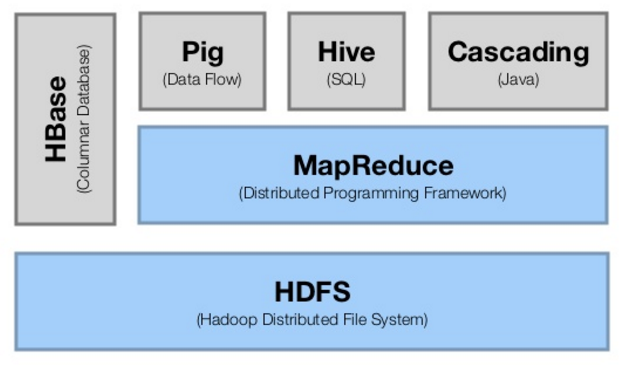 HBase
(Columnar Database)
Pig
(Data Flow)
Hive
(SQL)
Cascading
(Java)
MapReduce
(Distributed Programming Framework)
HDFS
(Hadoop Distributed File System)